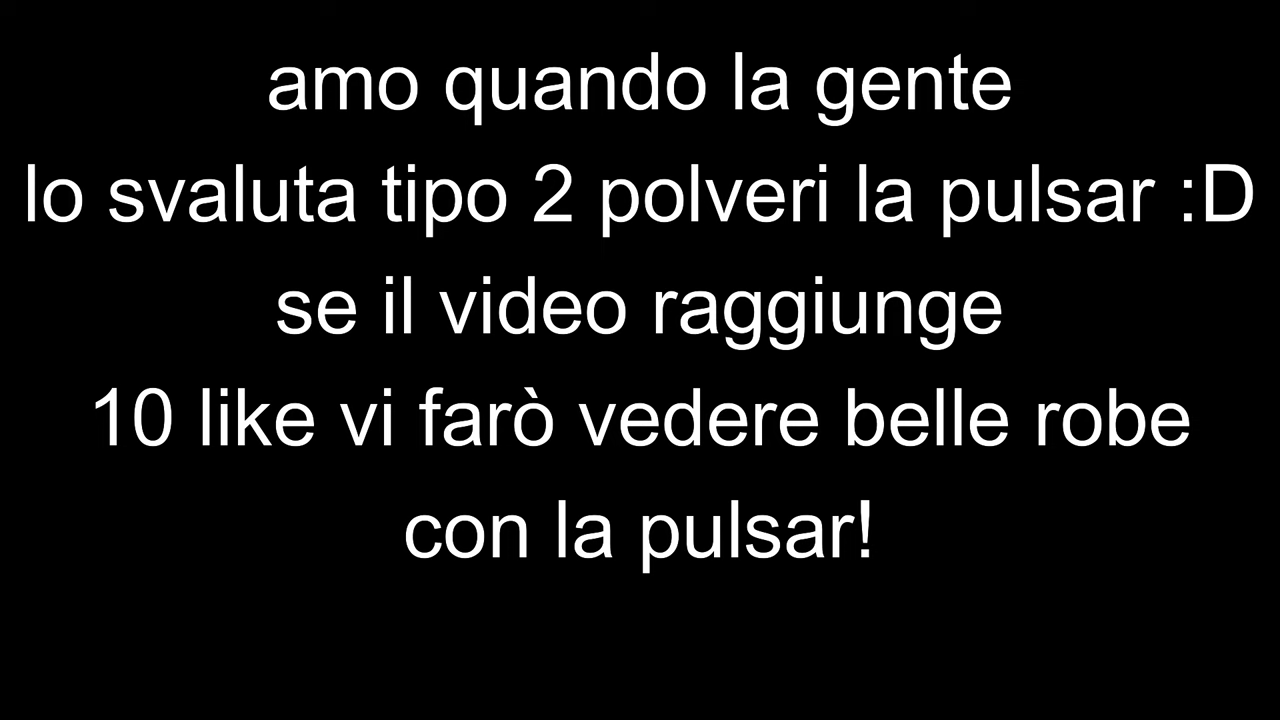 amo quando la gente
lo svaluta tipo 2 polveri la pulsar :D
se il video raggiunge
10 like vi farò vedere belle robe
con la pulsar!